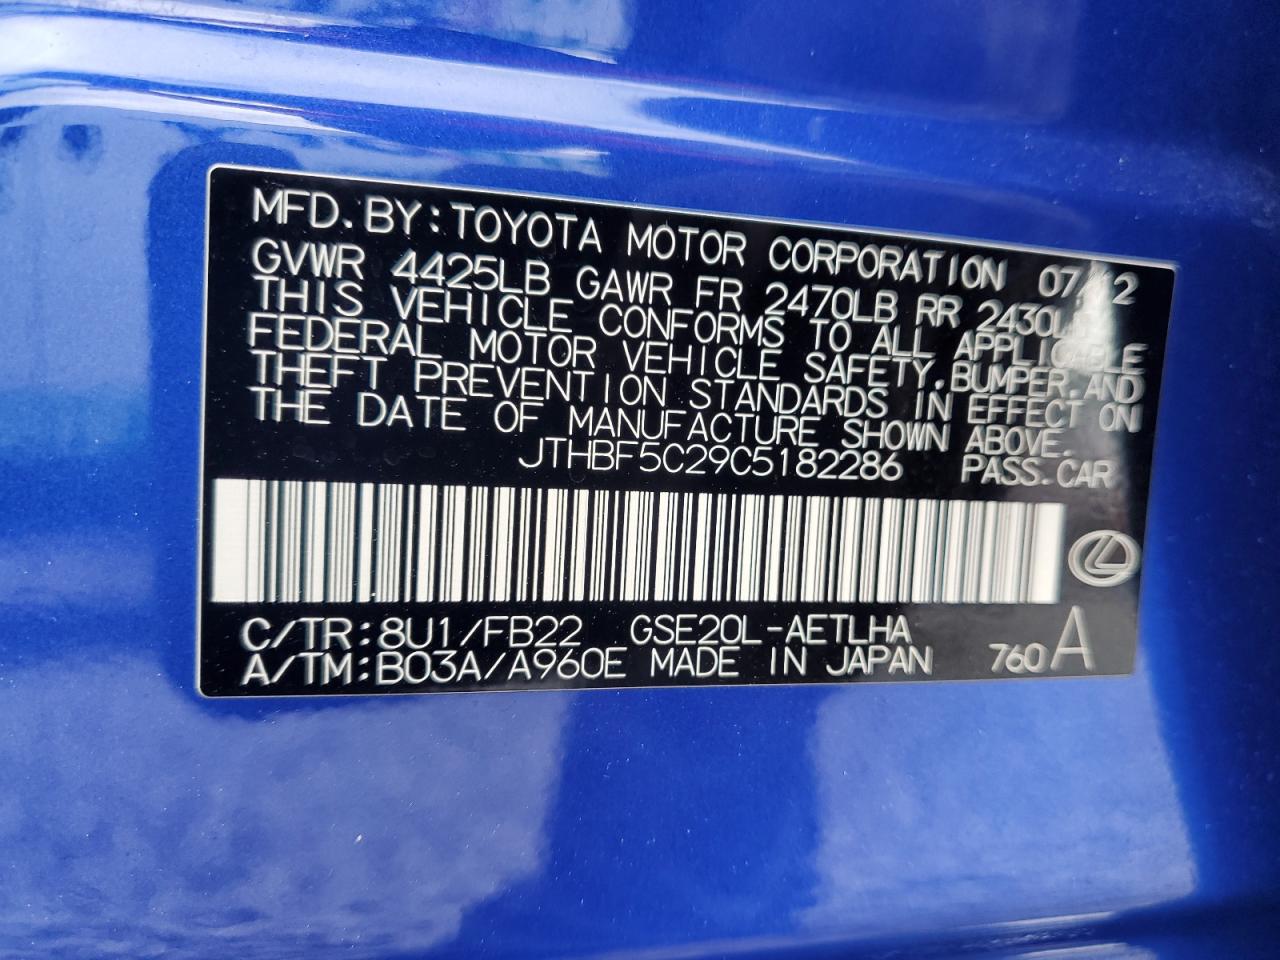 MFD. BY: TOYOTA MOTOR CORPORATION
GVWR 4425LB GAWR FR 2470LB RR
THIS VEHICLE CONFORMS TO ALL APPLICABLE
FEDERAL MOTOR VEHICLE SAFETY, BUMPER, AND
THEFT PREVENTION STANDARDS IN EFFECT ON
THE DATE OF MANUFACTURE SHOWN ABOVE.
JTHBF5C29C5182286 PASS. CAR
C/TR: 8U1/FB22 GSE20L-AETLHA
A/TM: B03A/A960E MADE IN JAPAN 760 A